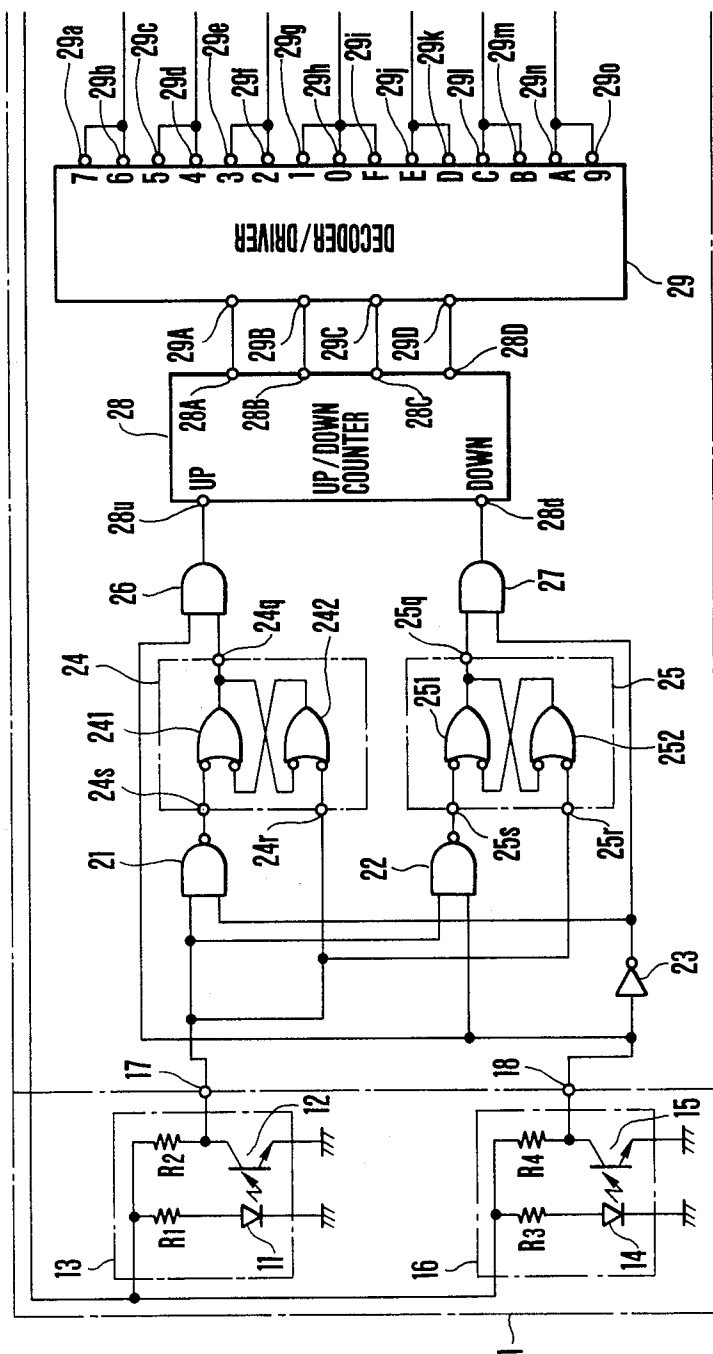 29a
29b
29c
29d
29e
29f
29g
29h
29i
29j
29k
29l
29m
29n
29o
7
6
5
4
3
2
1
0
F
E
D
C
B
A
9
DECODER/DRIVER
29
29A
29B
29C
29D
28
28A
28B
28C
28D
UP
UP/DOWN
COUNTER
DOWN
28u
28d
26
27
24
24q
242
241
24s
24r
21
25q
25
251
252
25s
25r
22
23
17
18
12
R2
R1
13
11
15
R4
R3
16
14
1